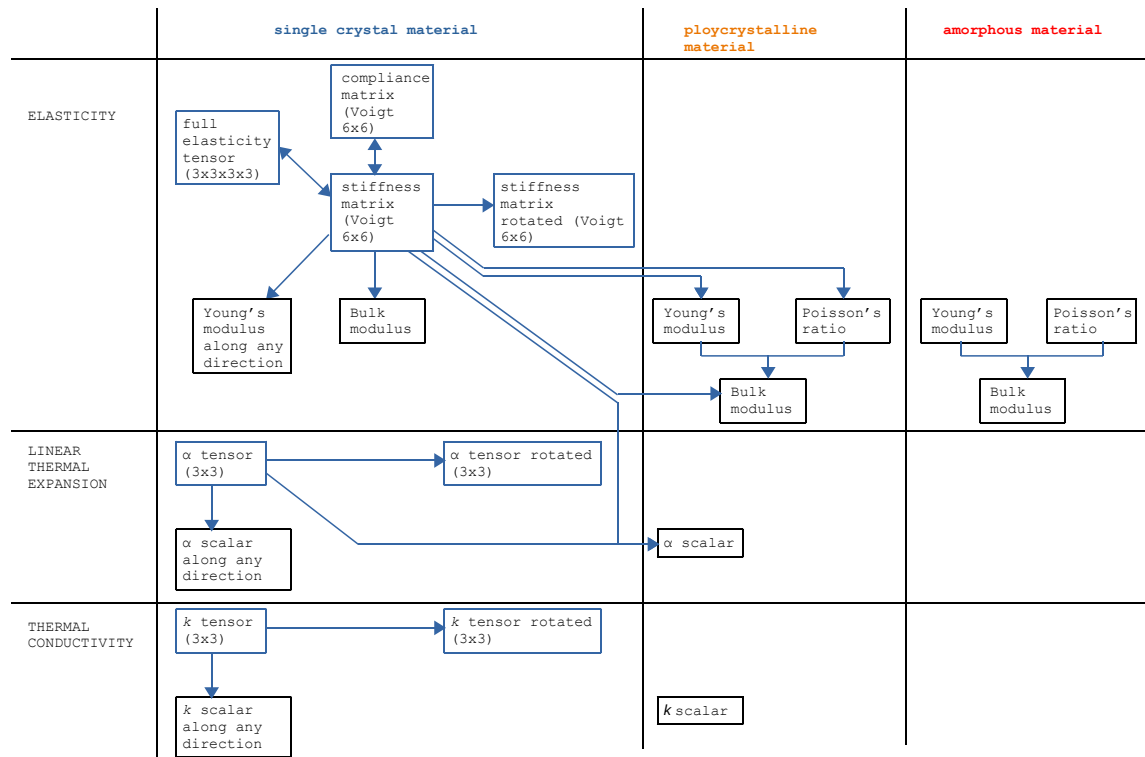 single crystal material
ploycrystalline
material
amorphous material
ELASTICITY
compliance
matrix
(Voigt
6x6)
full
elasticity
tensor
(3x3x3x3)
stiffness
matrix
(Voigt
6x6)
stiffness
matrix
rotated (Voigt
6x6)
Young's
modulus
along any
direction
Bulk
modulus
Young's
modulus
Poisson's
ratio
Bulk
modulus
Young's
modulus
Poisson's
ratio
Bulk
modulus
LINEAR
THERMAL
EXPANSION
α tensor
(3x3)
α tensor rotated
(3x3)
α scalar
along any
direction
α scalar
THERMAL
CONDUCTIVITY
k tensor
(3x3)
k tensor rotated
(3x3)
k scalar
along any
direction
k scalar